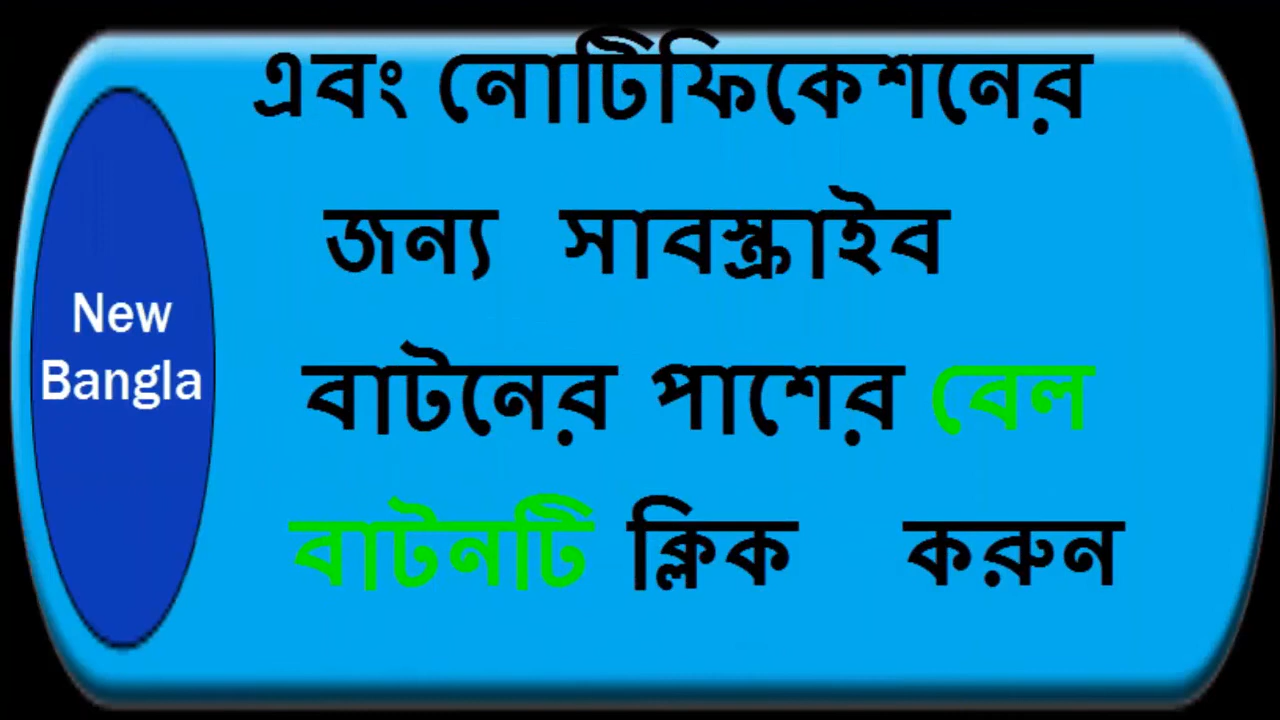 এবং নোটিফিকেশনের
জন্য সাবস্ক্রাইব
New
Bangla
বাটনের পাশের বেল
বাটনটি ক্লিক করুন